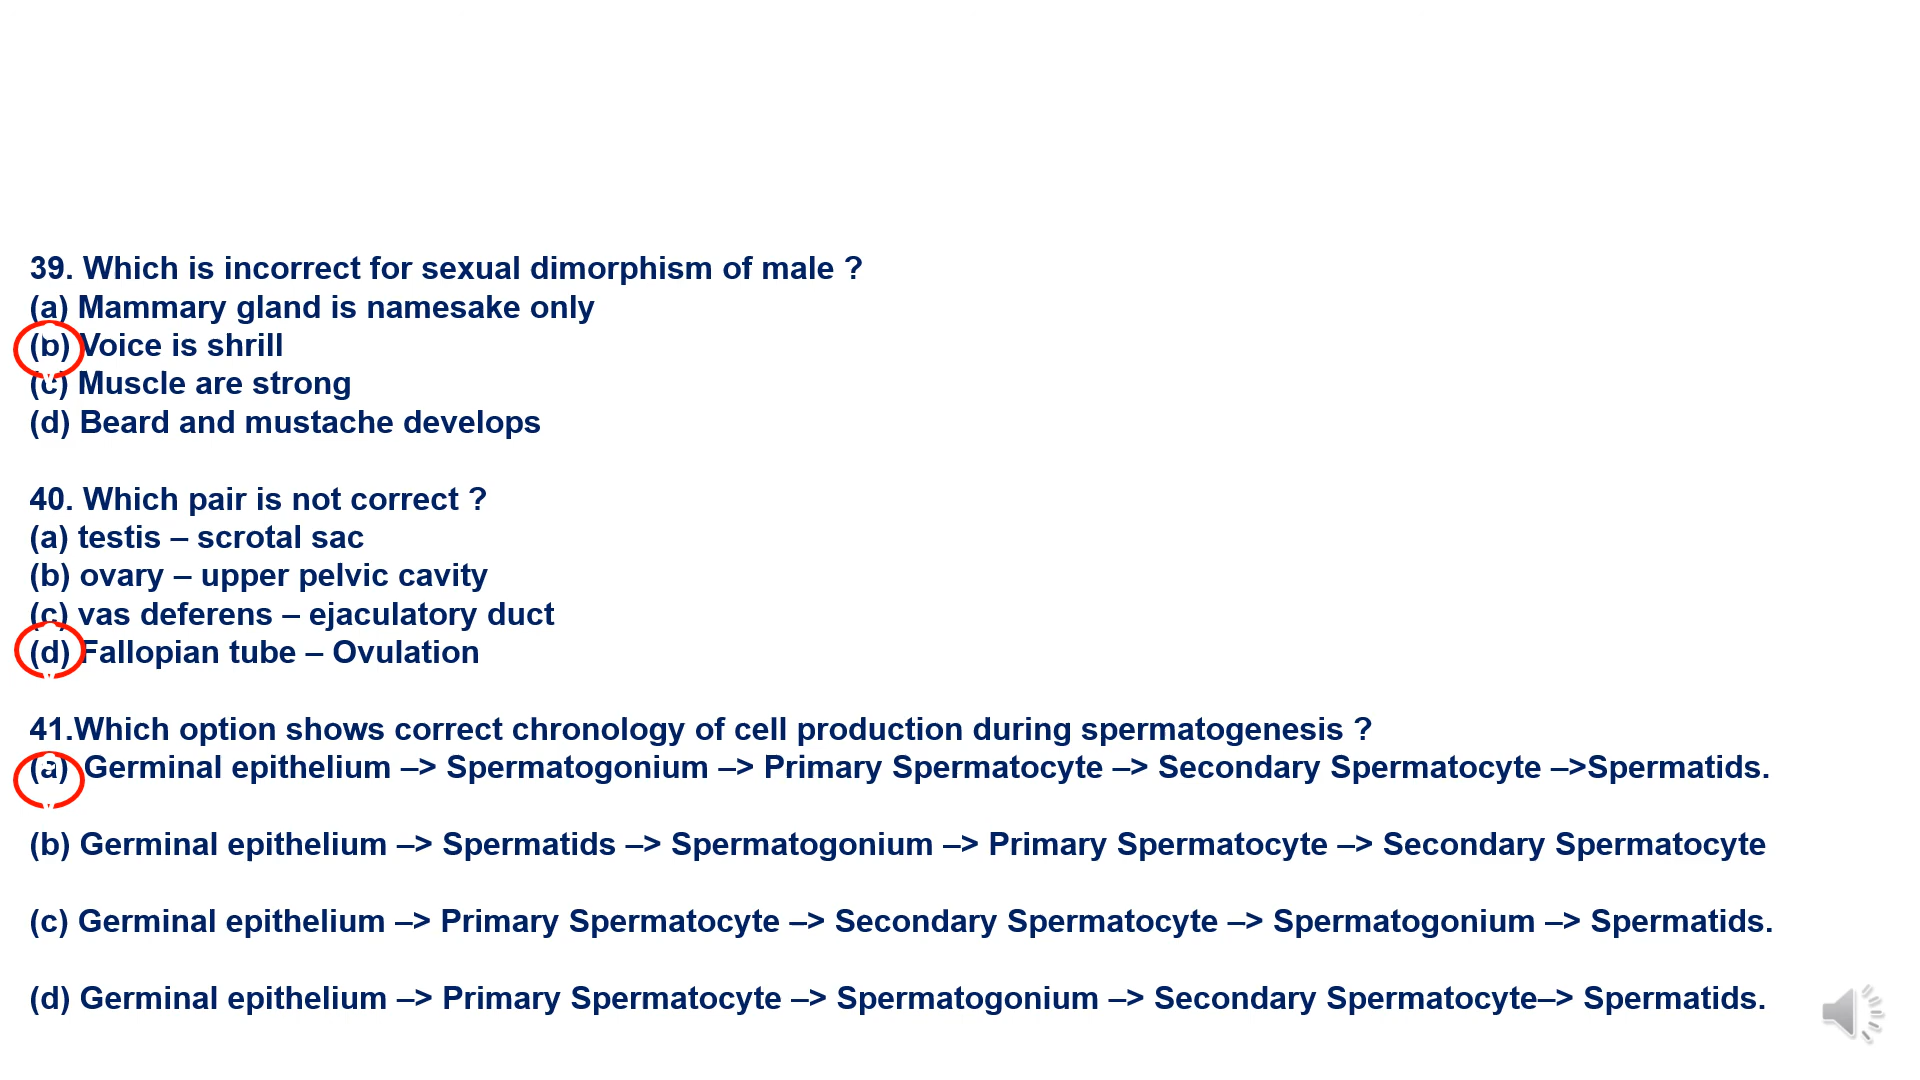 39. Which is incorrect for sexual dimorphism of male ?
(a) Mammary gland is namesake only
(b) Voice is shrill
(c) Muscle are strong
(d) Beard and mustache develops
40. Which pair is not correct ?
(a) testis – scrotal sac
(b) ovary – upper pelvic cavity
(c) vas deferens – ejaculatory duct
(d) Fallopian tube – Ovulation
41.Which option shows correct chronology of cell production during spermatogenesis ?
(a) Germinal epithelium –> Spermatogonium –> Primary Spermatocyte –> Secondary Spermatocyte –>Spermatids.
(b) Germinal epithelium –> Spermatids –> Spermatogonium –> Primary Spermatocyte –> Secondary Spermatocyte
(c) Germinal epithelium –> Primary Spermatocyte –> Secondary Spermatocyte –> Spermatogonium –> Spermatids.
(d) Germinal epithelium –> Primary Spermatocyte –> Spermatogonium –> Secondary Spermatocyte–> Spermatids.